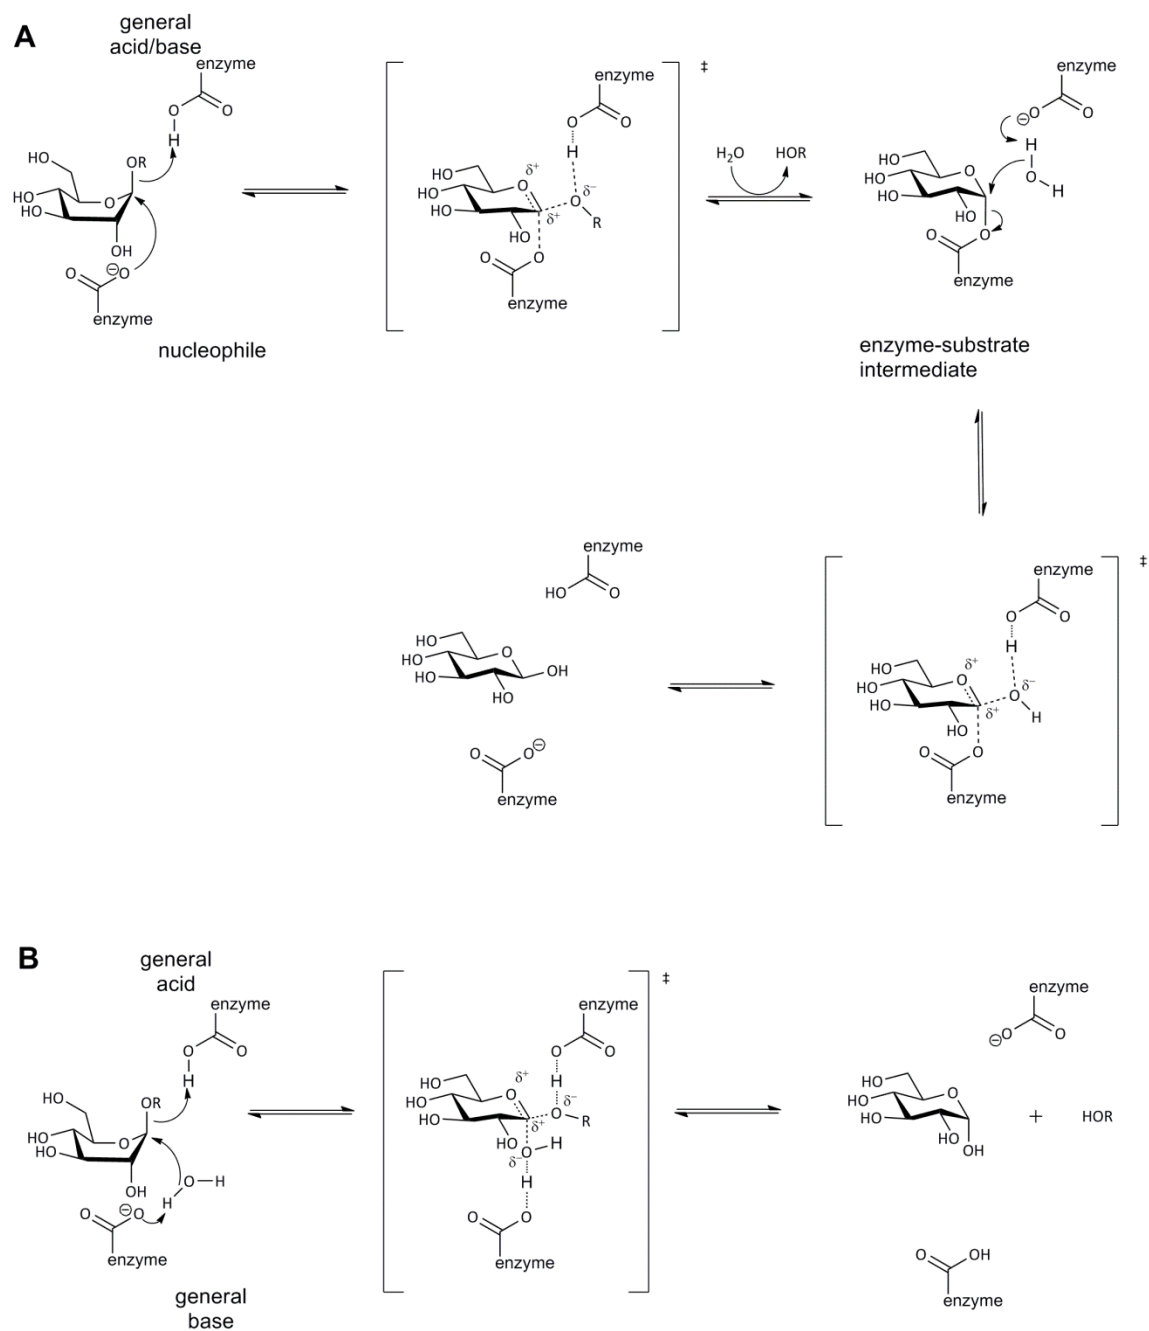 A
general
acid/base
enzyme
O
O
H
HO
OR
HO
HO
O
OH
O
⊖
O
enzyme
nucleophile
‡
enzyme
O
O
H
HO
O
δ⁺
HO
HO
HO
δ⁺
δ⁻
O
R
O
O
enzyme
H₂O
HOR
enzyme
⊖
O
O
H
O
H
HO
O
HO
HO
HO
O
O
enzyme
enzyme-substrate
intermediate
enzyme
HO
O
HO
O
HO
HO
HO
OH
O
O
⊖
enzyme
‡
enzyme
O
O
H
HO
O
δ⁺
HO
HO
HO
δ⁺
δ⁻
O
H
O
O
enzyme
B
general
acid
enzyme
O
O
H
HO
OR
HO
HO
O
OH
O
H
H
O
⊖
O
enzyme
general
base
‡
enzyme
O
O
H
HO
O
δ⁺
HO
HO
HO
δ⁺
δ⁻
O
R
δ⁻
O
H
H
O
O
enzyme
enzyme
⊖
O
O
HO
O
HO
HO
HO
OH
+
HOR
O
OH
enzyme